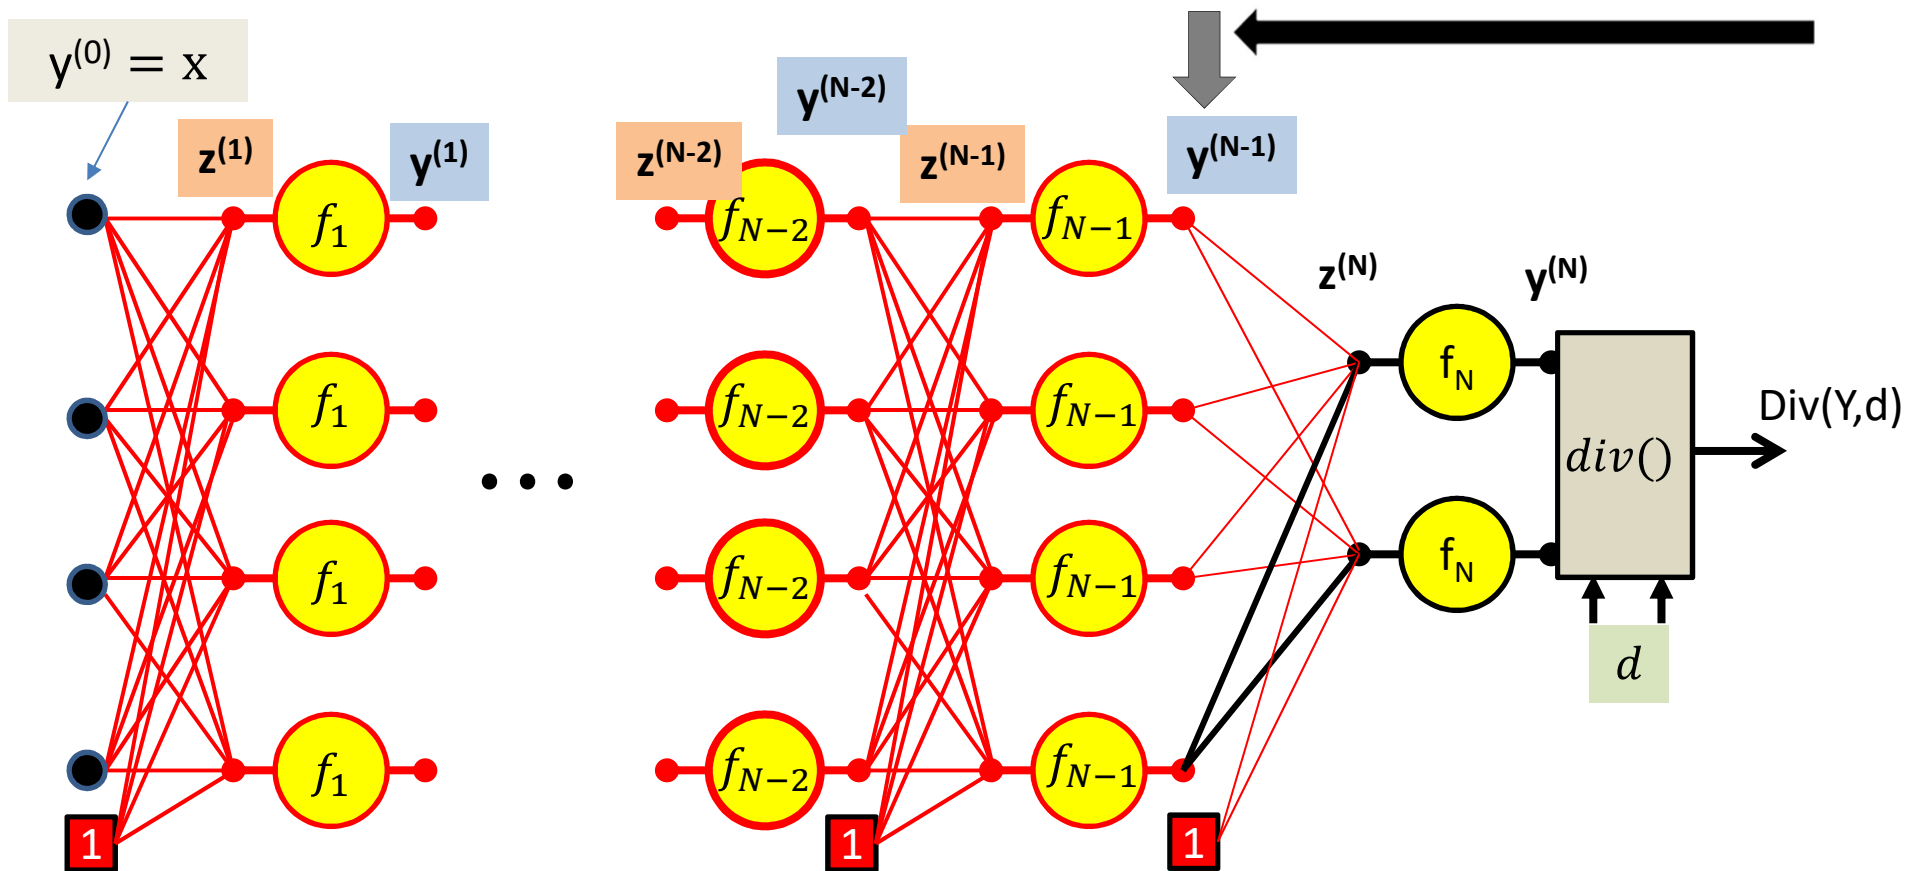 y(0) = x
z(1)
y(1)
z(N-2)
y(N-2)
z(N-1)
y(N-1)
z(N)
y(N)
f1
fN−2
fN−1
fN
f1
fN−2
fN−1
Div(Y,d)
div()
...
f1
fN−2
fN−1
fN
d
f1
fN−2
fN−1
1
1
1